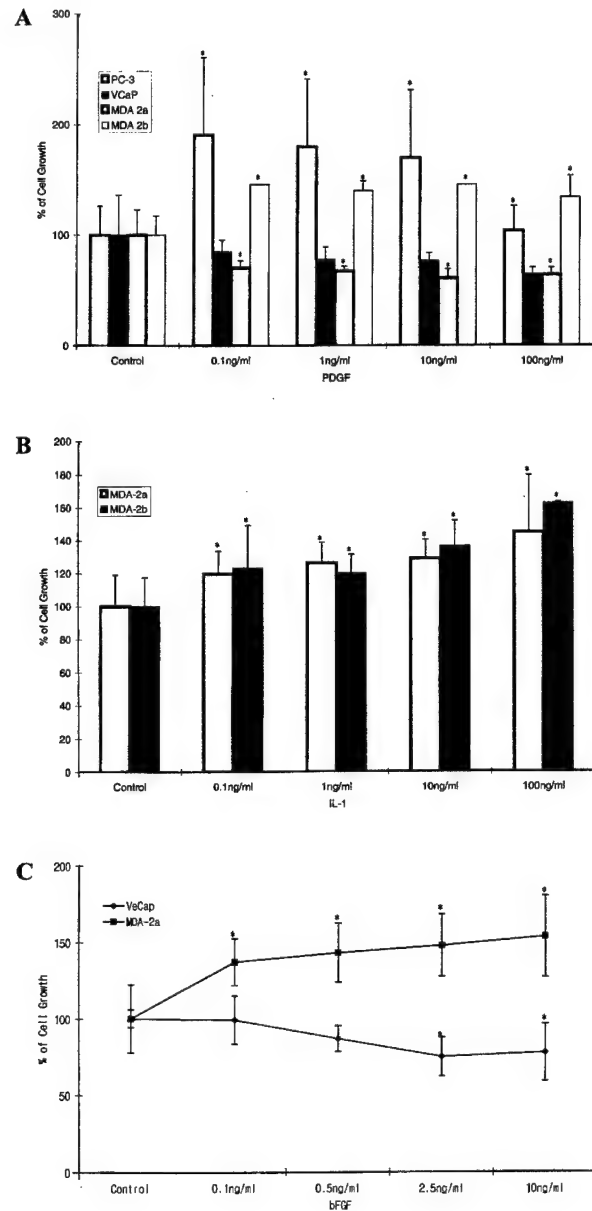 A
300
200
100
0
% of Cell Growth
PC-3
VCaP
MDA 2a
MDA 2b
* * * *
* * * *
* * * *
Control 0.1ng/ml 1ng/ml 10ng/ml 100ng/ml
PDGF
B
200
180
160
140
120
100
80
60
40
20
0
% of Cell Growth
MDA-2a
MDA-2b
* * * * * * * *
Control 0.1ng/ml 1ng/ml 10ng/ml 100ng/ml
IL-1
C
200
150
100
50
0
% of Cell Growth
VeCap
MDA-2a
* * * *
* *
Control 0.1ng/ml 0.5ng/ml 2.5ng/ml 10ng/ml
bFGF